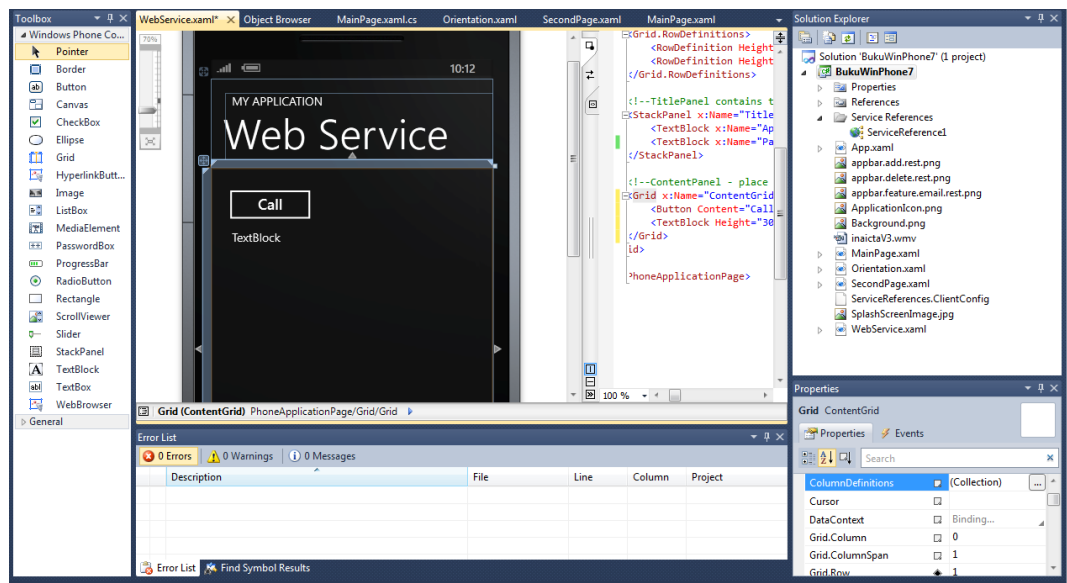 Toolbox
Windows Phone Co...
Pointer
Border
Button
Canvas
CheckBox
Ellipse
Grid
HyperlinkButt...
Image
ListBox
MediaElement
PasswordBox
ProgressBar
RadioButton
Rectangle
ScrollViewer
Slider
StackPanel
TextBlock
TextBox
WebBrowser
General
WebService.xaml* Object Browser MainPage.xaml.cs Orientation.xaml SecondPage.xaml MainPage.xaml
79%
10:12
MY APPLICATION
Web Service
Call
TextBlock
<Grid.RowDefinitions>
<RowDefinition Height
<RowDefinition Height
</Grid.RowDefinitions>
<!--TitlePanel contains t
<StackPanel x:Name="Title
<TextBlock x:Name="Ap
<TextBlock x:Name="Pa
</StackPanel>
<!--ContentPanel - place
<Grid x:Name="ContentGrid
<Button Content="Call
<TextBlock Height="30
</Grid>
id>
PhoneApplicationPage>
100 %
Grid (ContentGrid) PhoneApplicationPage/Grid/Grid
Error List
0 Errors 0 Warnings 0 Messages
Description File Line Column Project
Error List Find Symbol Results
Solution Explorer
Solution 'BukuWinPhone7' (1 project)
BukuWinPhone7
Properties
References
Service References
ServiceReference1
App.xaml
appbar.add.rest.png
appbar.delete.rest.png
appbar.feature.email.rest.png
ApplicationIcon.png
Background.png
inaictaV3.wmv
MainPage.xaml
Orientation.xaml
SecondPage.xaml
ServiceReferences.ClientConfig
SplashScreenImage.jpg
WebService.xaml
Properties
Grid ContentGrid
Properties Events
Search
ColumnDefinitions (Collection) ...
Cursor
DataContext Binding...
Grid.Column 0
Grid.ColumnSpan 1
Grid.Row 1